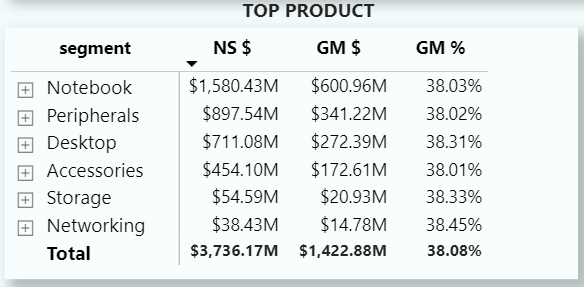 TOP PRODUCT
segment NS $ GM $ GM %
Notebook $1,580.43M $600.96M 38.03%
Peripherals $897.54M $341.22M 38.02%
Desktop $711.08M $272.39M 38.31%
Accessories $454.10M $172.61M 38.01%
Storage $54.59M $20.93M 38.33%
Networking $38.43M $14.78M 38.45%
Total $3,736.17M $1,422.88M 38.08%